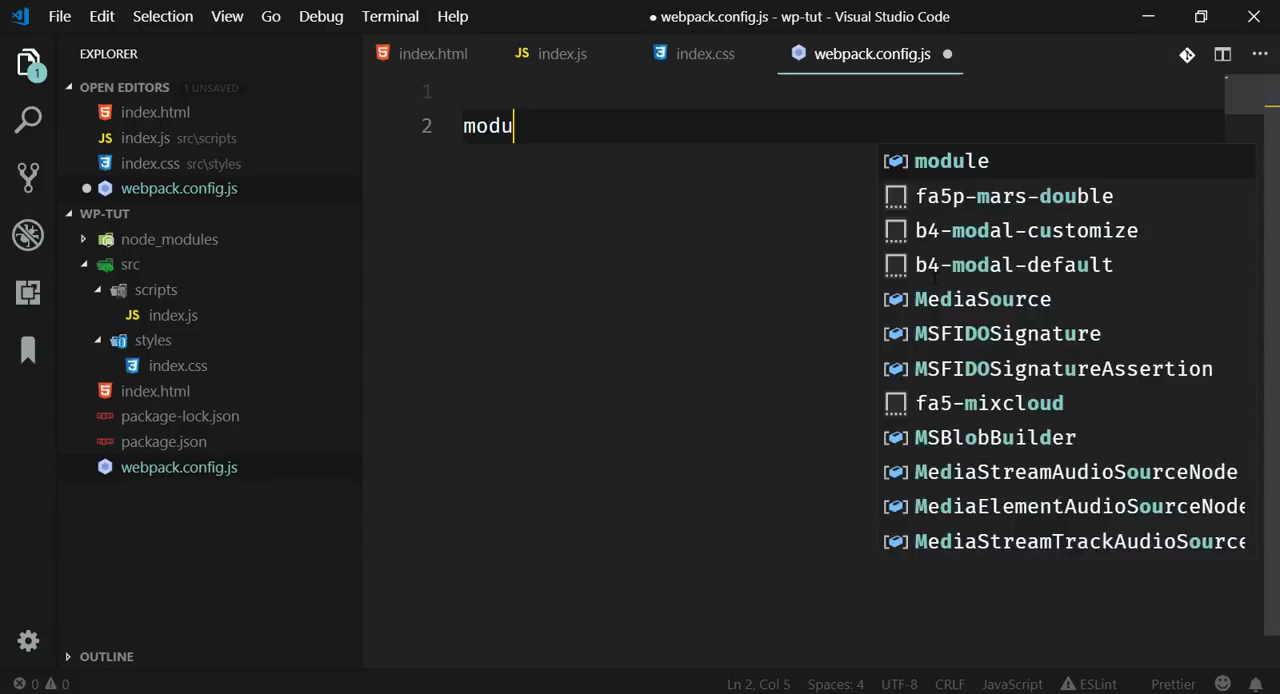 File Edit Selection View Go Debug Terminal Help
● webpack.config.js - wp-tut - Visual Studio Code
EXPLORER
1
OPEN EDITORS 1 UNSAVED
index.html
JS index.js src\scripts
index.css src\styles
● webpack.config.js
WP-TUT
node_modules
src
scripts
JS index.js
styles
index.css
index.html
package-lock.json
package.json
webpack.config.js
OUTLINE
index.html JS index.js index.css webpack.config.js ●
1
2 modu
module
fa5p-mars-double
b4-modal-customize
b4-modal-default
MediaSource
MSFIDOSignature
MSFIDOSignatureAssertion
fa5-mixcloud
MSBlobBuilder
MediaStreamAudioSourceNode
MediaElementAudioSourceNode
MediaStreamTrackAudioSource
0 0 Ln 2, Col 5 Spaces: 4 UTF-8 CRLF JavaScript ESLint Prettier